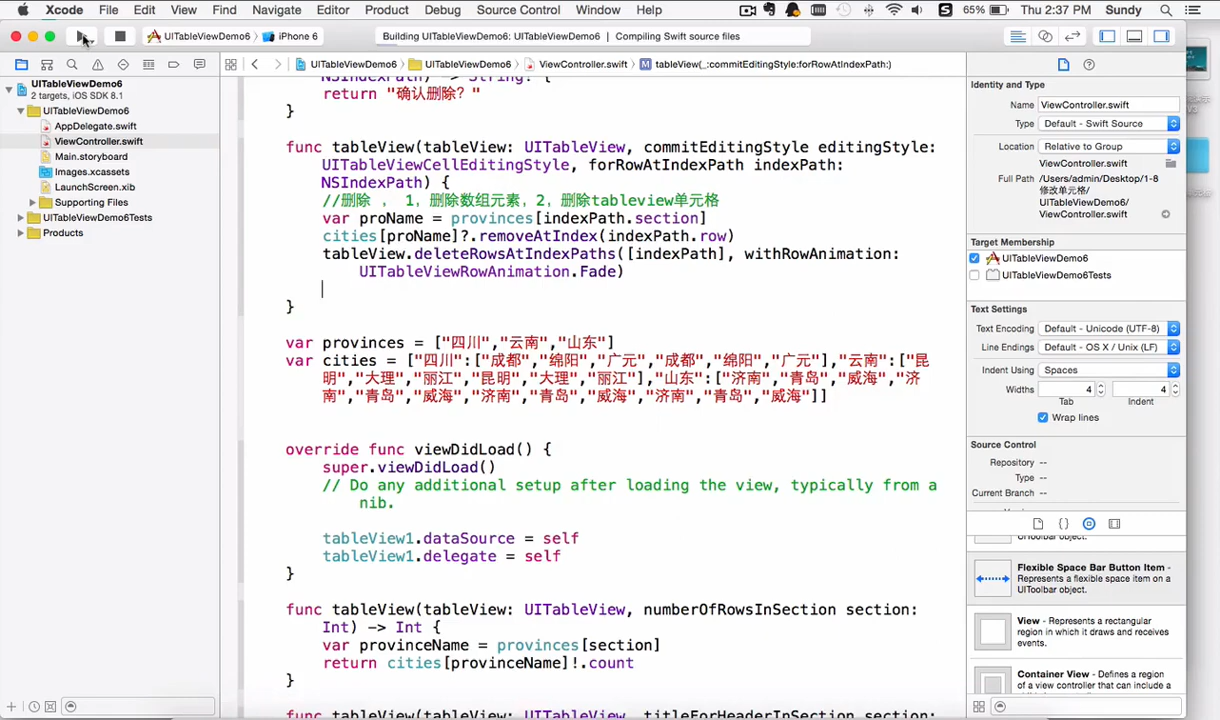 Xcode File Edit View Find Navigate Editor Product Debug Source Control Window Help 65% Thu 2:37 PM Sundy
UITableViewDemo6 iPhone 6 Building UITableViewDemo6: UITableViewDemo6 | Compiling Swift source files
UITableViewDemo6 UITableViewDemo6 ViewController.swift M tableView(_:commitEditingStyle:forRowAtIndexPath:)
UITableViewDemo6
2 targets, iOS SDK 8.1
UITableViewDemo6
AppDelegate.swift
ViewController.swift
Main.storyboard
Images.xcassets
LaunchScreen.xib
Supporting Files
UITableViewDemo6Tests
Products
NSIndexPath) -> String! {
return "确认删除？"
}
func tableView(tableView: UITableView, commitEditingStyle editingStyle:
UITableViewCellEditingStyle, forRowAtIndexPath indexPath:
NSIndexPath) {
//删除 ， 1，删除数组元素，2，删除tableview单元格
var proName = provinces[indexPath.section]
cities[proName]?.removeAtIndex(indexPath.row)
tableView.deleteRowsAtIndexPaths([indexPath], withRowAnimation:
UITableViewRowAnimation.Fade)
}
var provinces = ["四川","云南","山东"]
var cities = ["四川":["成都","绵阳","广元","成都","绵阳","广元"],"云南":["昆
明","大理","丽江","昆明","大理","丽江"],"山东":["济南","青岛","威海","济
南","青岛","威海","济南","青岛","威海","济南","青岛","威海"]]
override func viewDidLoad() {
super.viewDidLoad()
// Do any additional setup after loading the view, typically from a
nib.
tableView1.dataSource = self
tableView1.delegate = self
}
func tableView(tableView: UITableView, numberOfRowsInSection section:
Int) -> Int {
var provinceName = provinces[section]
return cities[provinceName]!.count
}
func tableView(tableView: UITableView, titleForHeaderInSection section:
Identity and Type
Name ViewController.swift
Type Default - Swift Source
Location Relative to Group
ViewController.swift
Full Path /Users/admin/Desktop/1-8
修改单元格/
UITableViewDemo6/
ViewController.swift
Target Membership
UITableViewDemo6
UITableViewDemo6Tests
Text Settings
Text Encoding Default - Unicode (UTF-8)
Line Endings Default - OS X / Unix (LF)
Indent Using Spaces
Widths 4 4
Tab Indent
Wrap lines
Source Control
Repository --
Type --
Current Branch --
UIToolbar object.
Flexible Space Bar Button Item -
Represents a flexible space item on a
UIToolbar object.
View - Represents a rectangular
region in which it draws and receives
events.
Container View - Defines a region
of a view controller that can include a